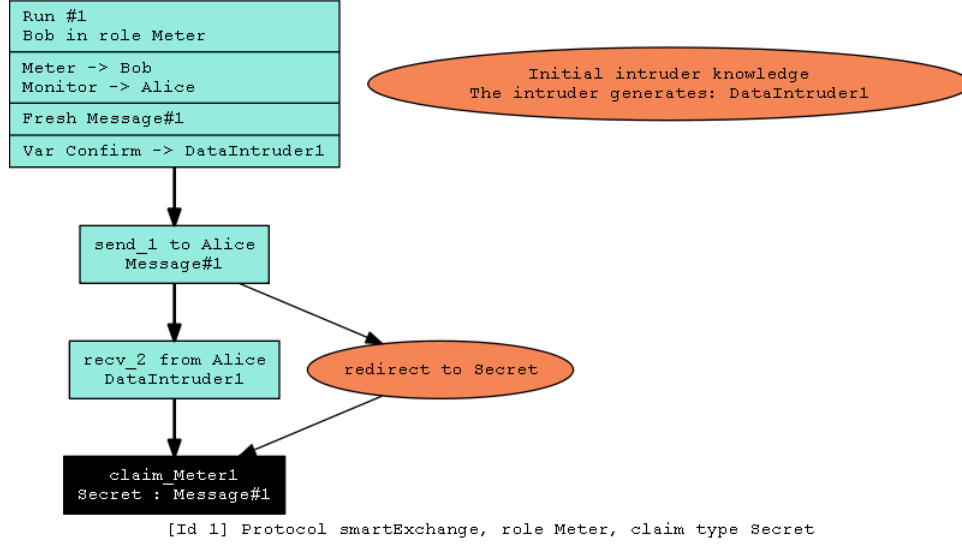 Run #1
Bob in role Meter
Meter -> Bob
Monitor -> Alice
Fresh Message#1
Var Confirm -> DataIntruder1
Initial intruder knowledge
The intruder generates: DataIntruder1
send_1 to Alice
Message#1
recv_2 from Alice
DataIntruder1
redirect to Secret
claim_Meter1
Secret : Message#1
[Id 1] Protocol smartExchange, role Meter, claim type Secret